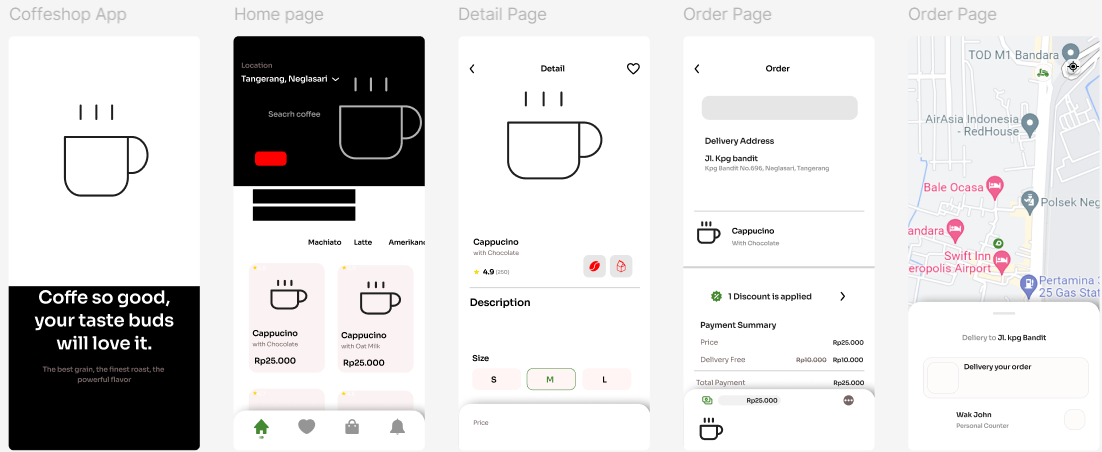 Coffeshop App
Home page
Detail Page
Order Page
Order Page
Coffe so good,
your taste buds
will love it.
The best grain, the finest roast, the
powerful flavor
Location
Tangerang, Neglasari
Seacrh coffee
Machiato Latte Amerikano
Cappucino
with Chocolate
Rp25.000
Cappucino
with Oat Milk
Rp25.000
Detail
Cappucino
with Chocolate
4.9 (250)
Description
Size
S M L
Price
Order
Delivery Address
Jl. Kpg bandit
Kpg Bandit No.696, Neglasari, Tangerang
Cappucino
With Chocolate
1 Discount is applied
Payment Summary
Price Rp25.000
Delivery Free Rp10.000 Rp10.000
Total Payment Rp25.000
Rp25.000
TOD M1 Bandara
AirAsia Indonesia
- RedHouse
Bale Ocasa
Polsek Neg
andara
Swift Inn
eropolis Airport
Pertamina 3
25 Gas Stat
Dellery to Jl. kpg Bandit
Delivery your order
Wak John
Personal Counter